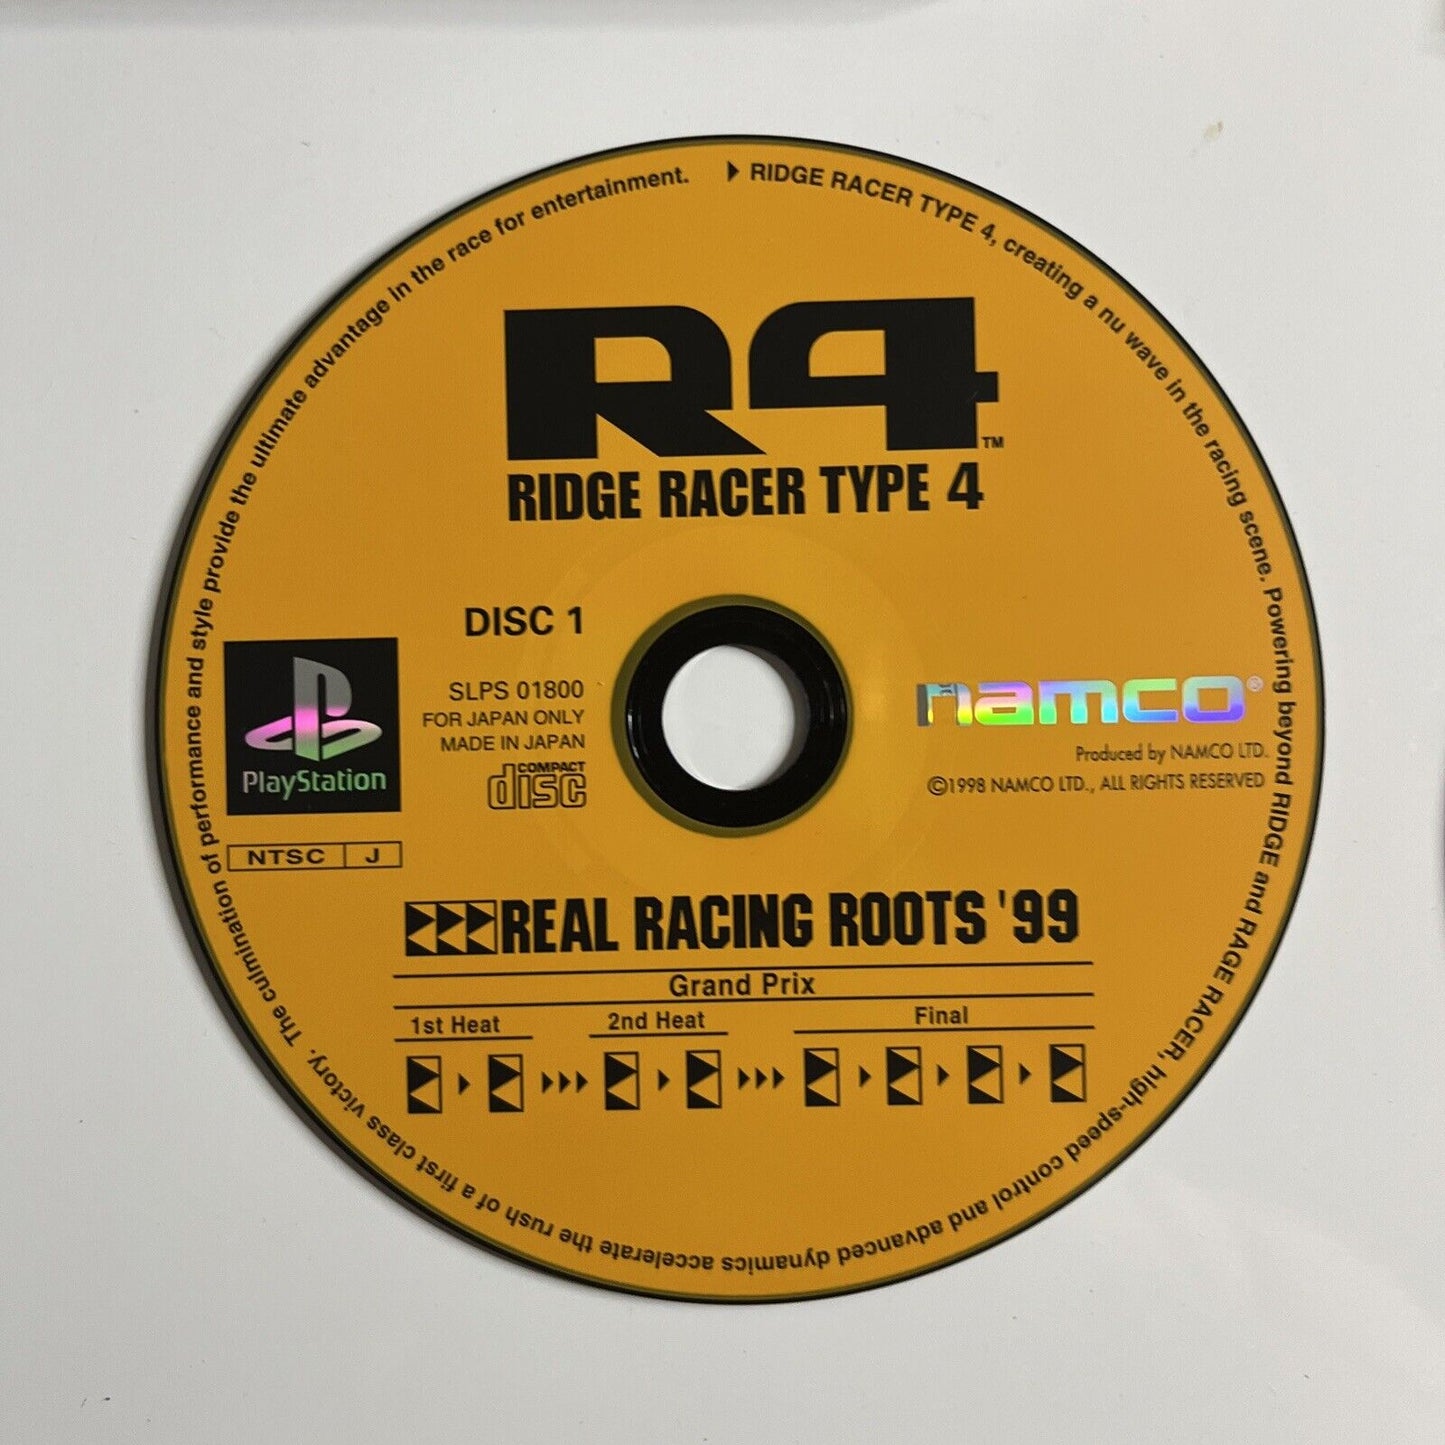 ▶ RIDGE RACER TYPE 4, creating a nu wave in the racing scene. Powering beyond RIDGE and RAGE RACER, high-speed control and advanced dynamics accelerate the rush of a first class victory. The culmination of performance and style provide the ultimate advantage in the race for entertainment.
R4™
RIDGE RACER TYPE 4
DISC 1
SLPS 01800
FOR JAPAN ONLY
MADE IN JAPAN
COMPACT
disc
PlayStation
NTSC J
namco®
Produced by NAMCO LTD.
©1998 NAMCO LTD., ALL RIGHTS RESERVED
REAL RACING ROOTS '99
Grand Prix
1st Heat 2nd Heat Final